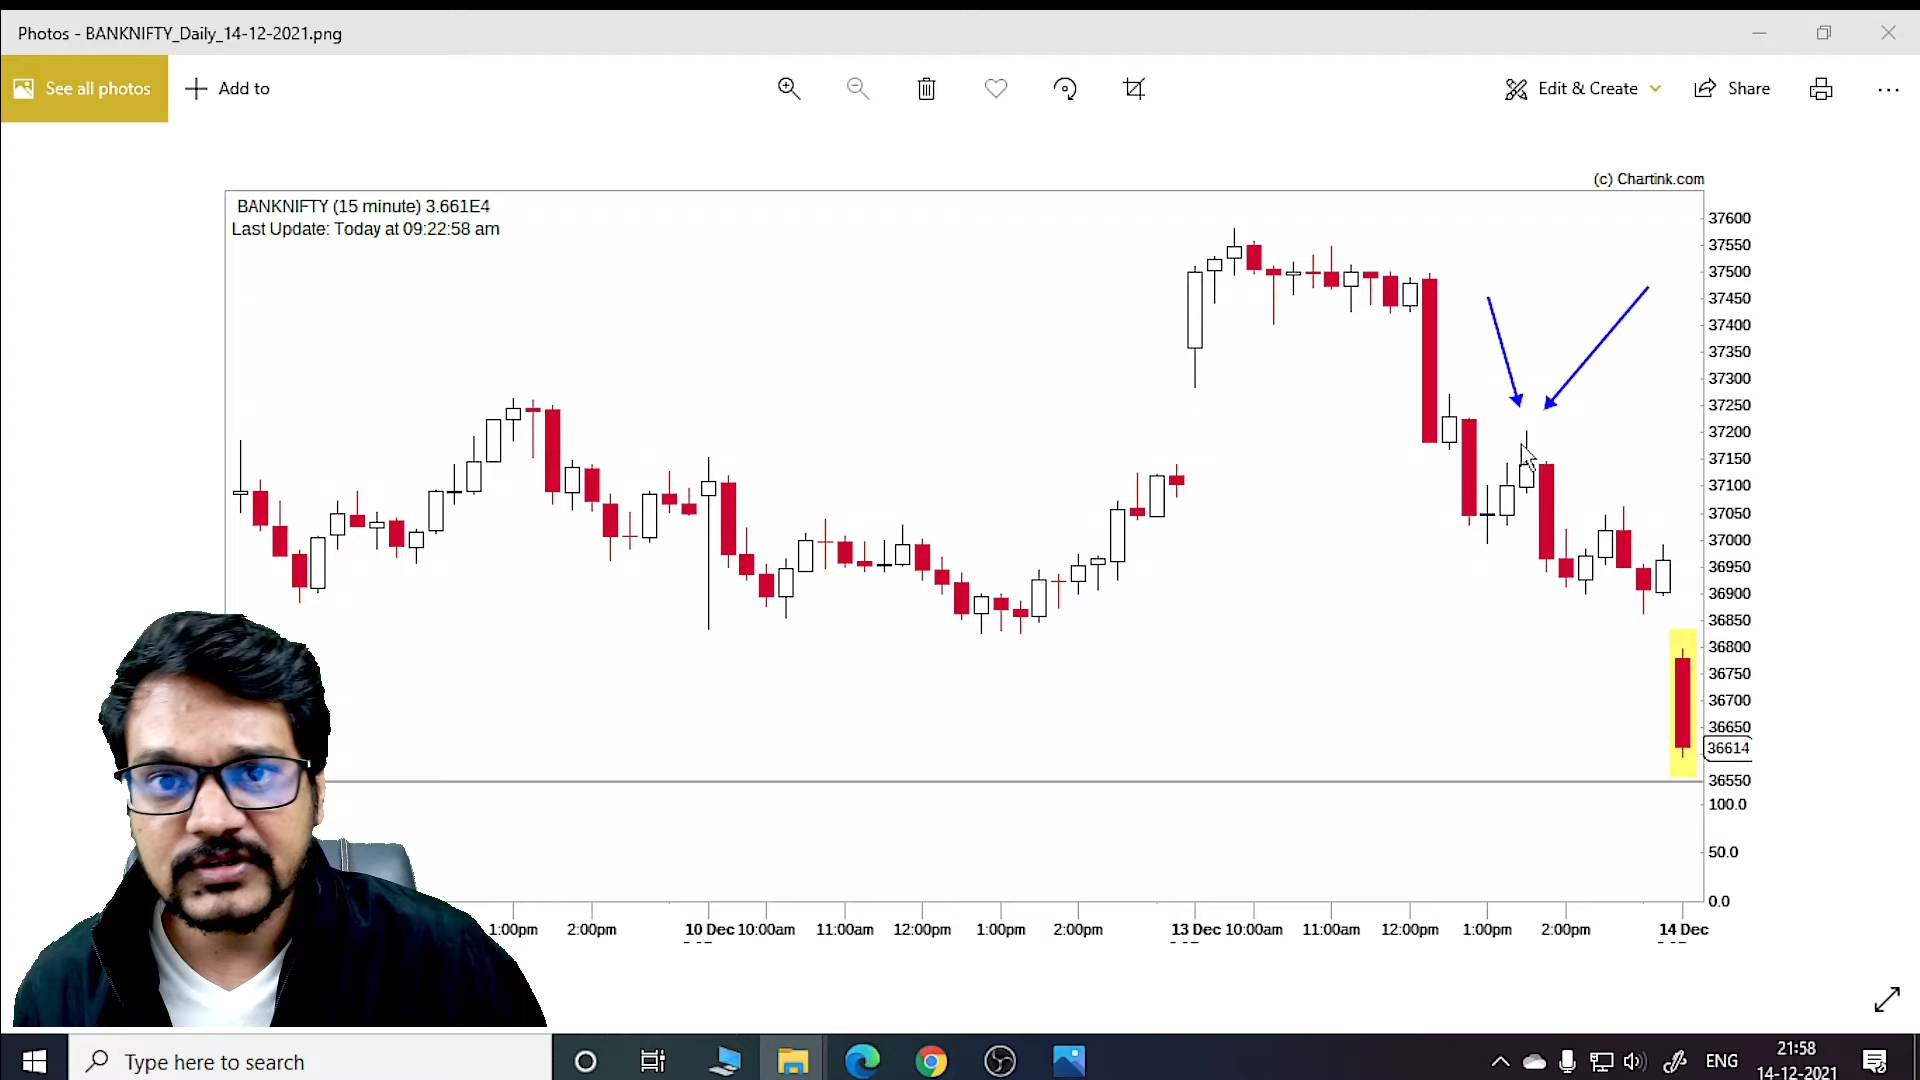 Photos - BANKNIFTY_Daily_14-12-2021.png
See all photos
Add to
Edit & Create
Share
(c) Chartink.com
BANKNIFTY (15 minute) 3.661E4
Last Update: Today at 09:22:58 am
37600
37550
37500
37450
37400
37350
37300
37250
37200
37150
37100
37050
37000
36950
36900
36850
36800
36750
36700
36650
36614
36550
100.0
50.0
0.0
1:00pm 2:00pm 10 Dec 10:00am 11:00am 12:00pm 1:00pm 2:00pm 13 Dec 10:00am 11:00am 12:00pm 1:00pm 2:00pm 14 Dec
Type here to search
ENG
21:58
14-12-2021